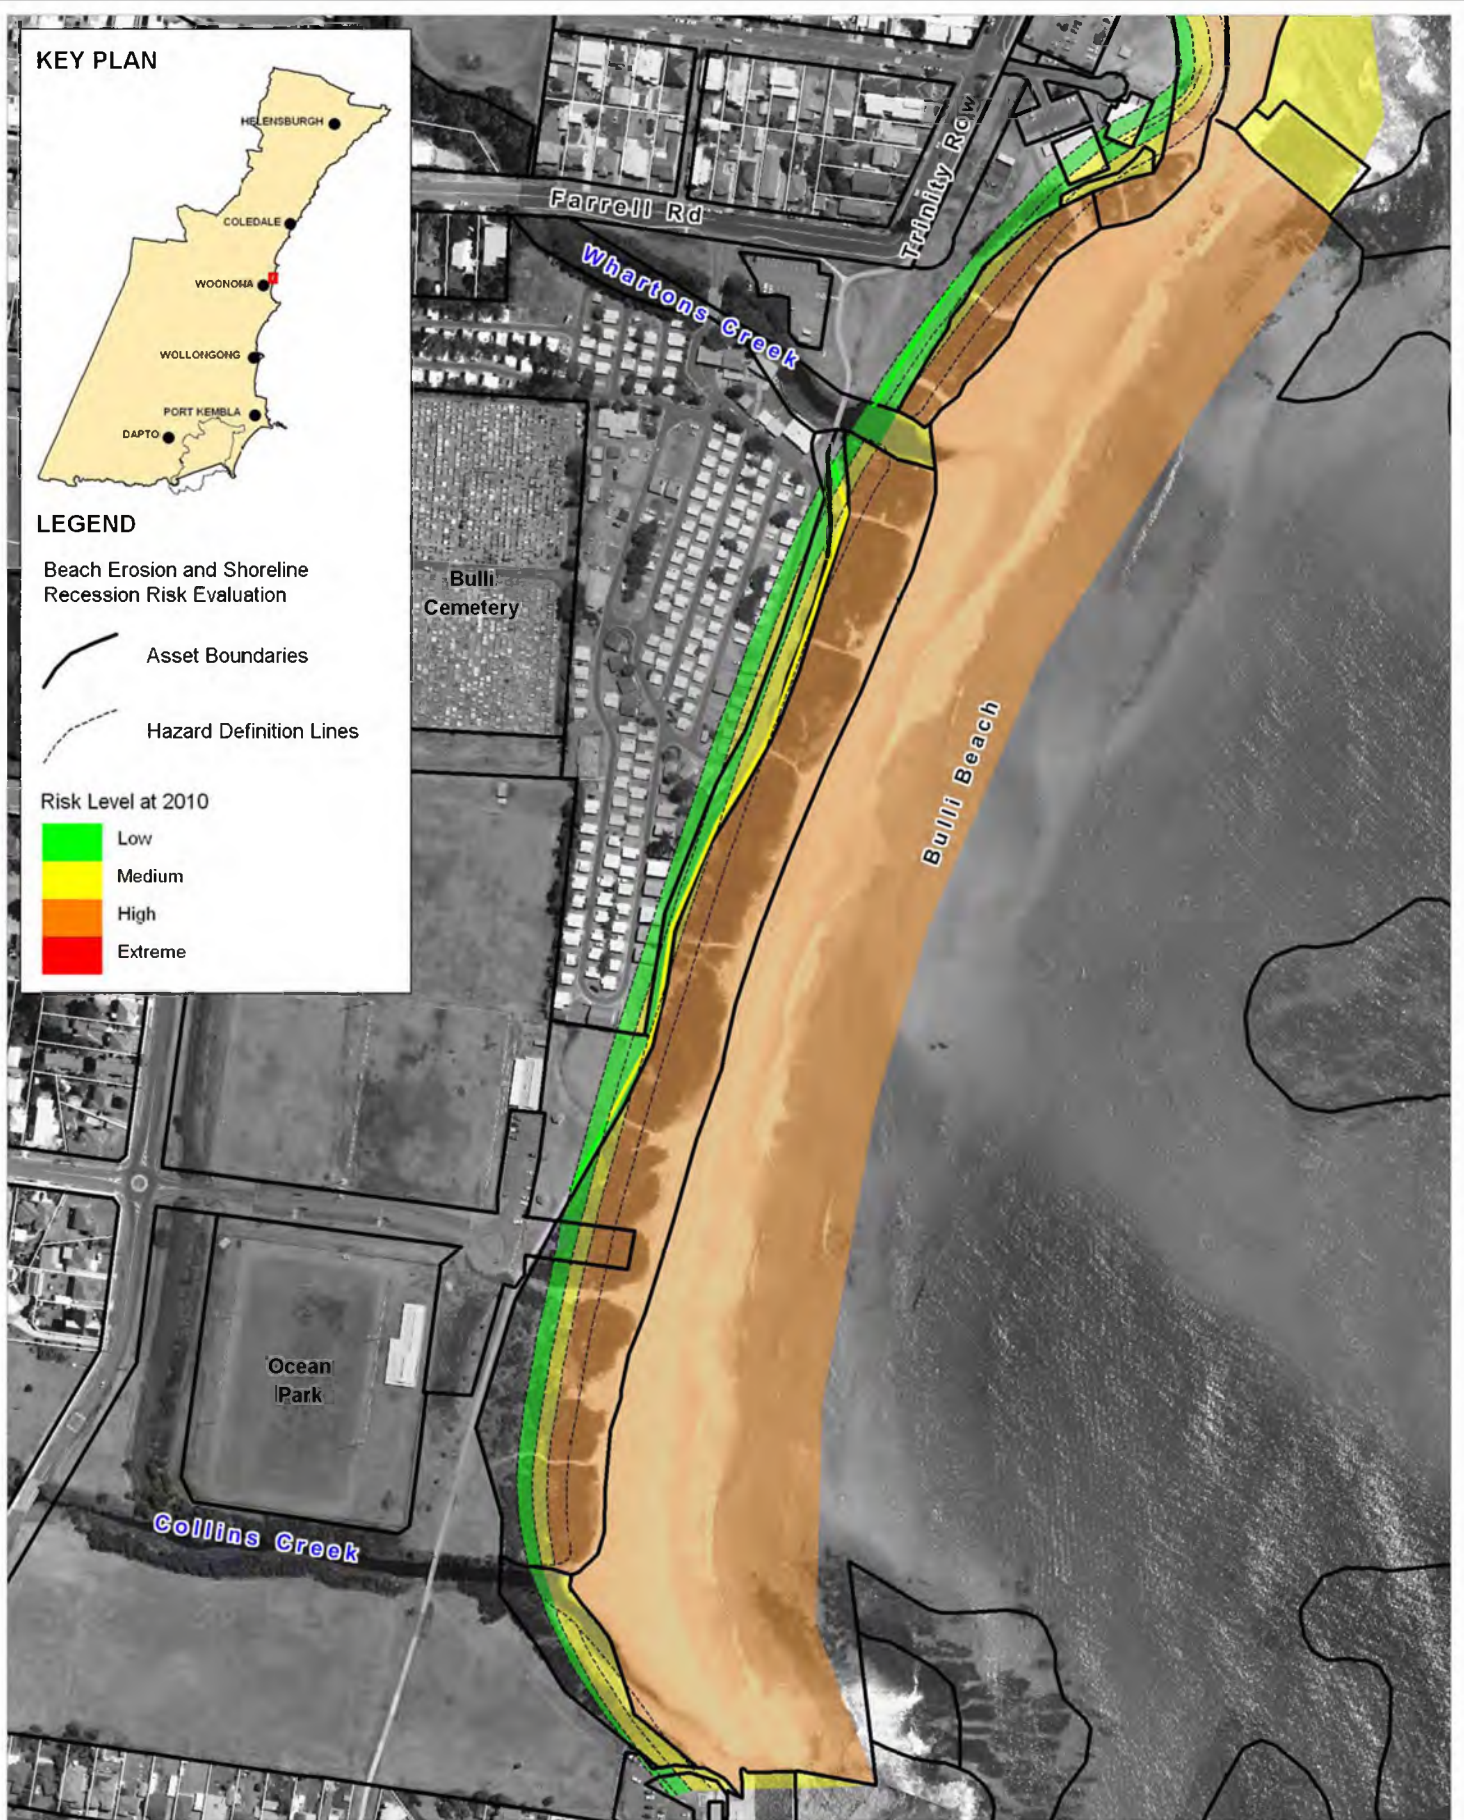 KEY PLAN
HELENSBURGH
COLEDALE
WOONONA
WOLLONGONG
PORT KEMBLA
DAPTO
LEGEND
Beach Erosion and Shoreline
Recession Risk Evaluation
Asset Boundaries
Hazard Definition Lines
Risk Level at 2010
Low
Medium
High
Extreme
Farrell Rd
Trinity Row
Whartons Creek
Bulli
Cemetery
Bulli Beach
Ocean
Park
Collins Creek